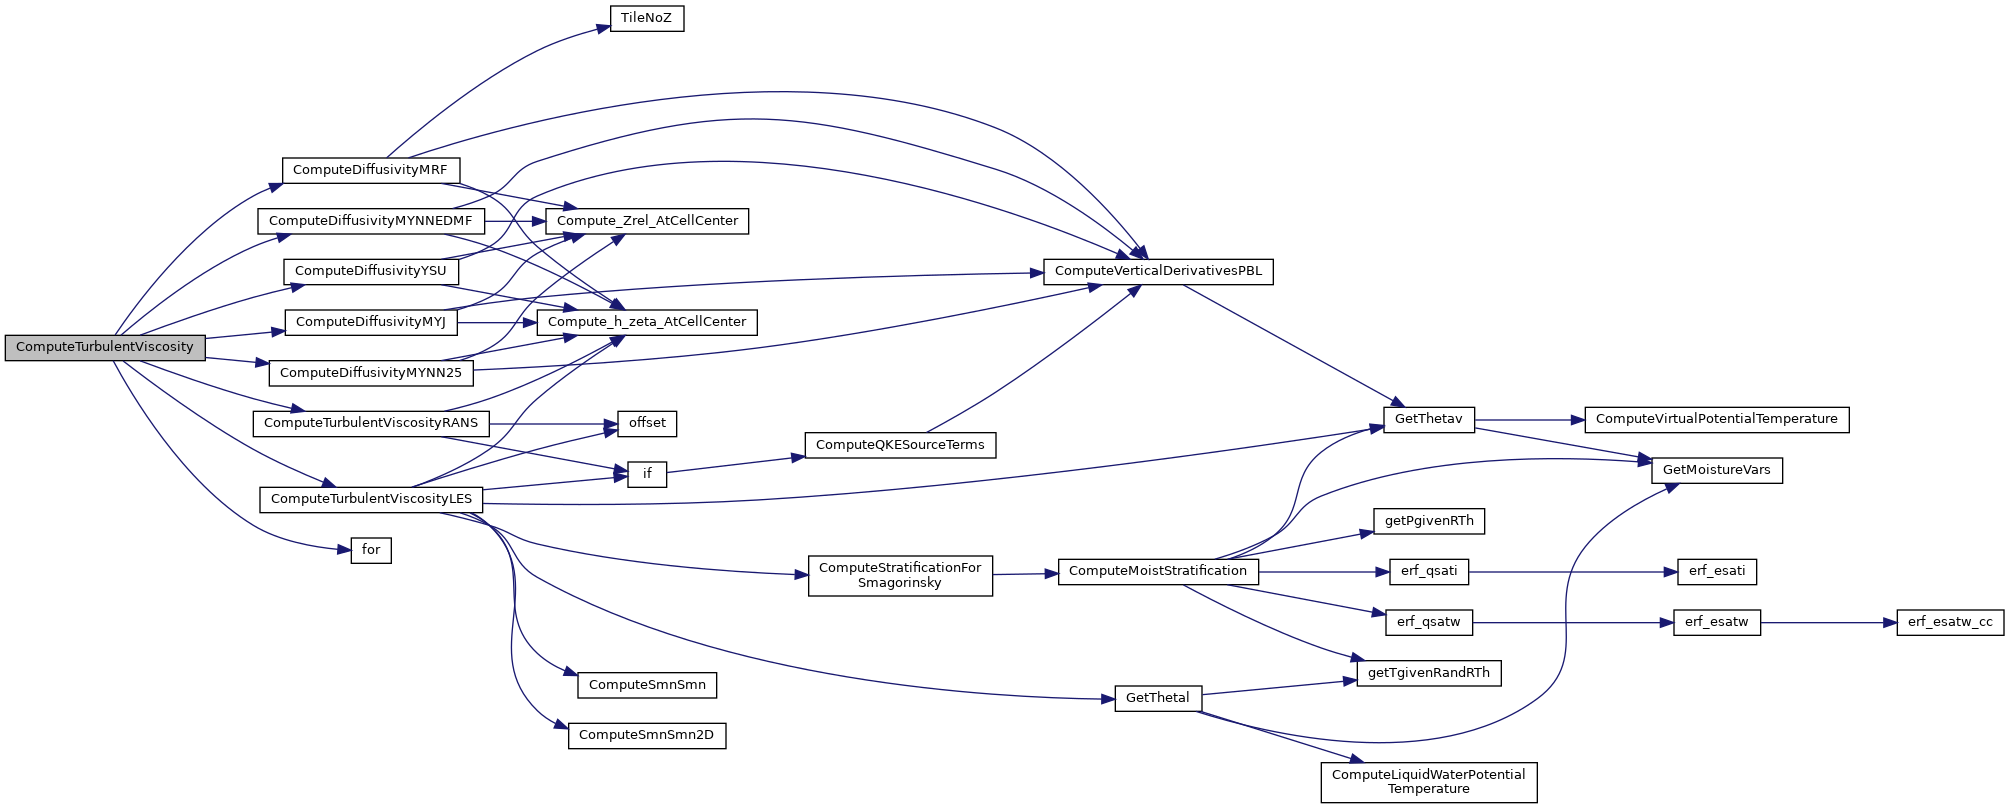 TileNoZ
ComputeDiffusivityMRF
ComputeDiffusivityMYNNEDMF
Compute_Zrel_AtCellCenter
ComputeDiffusivityYSU
ComputeVerticalDerivativesPBL
ComputeDiffusivityMYJ
Compute_h_zeta_AtCellCenter
ComputeTurbulentViscosity
ComputeDiffusivityMYNN25
ComputeTurbulentViscosityRANS
offset
GetThetav
ComputeVirtualPotentialTemperature
ComputeQKESourceTerms
if
GetMoistureVars
ComputeTurbulentViscosityLES
getPgivenRTh
for
ComputeStratificationFor
Smagorinsky
ComputeMoistStratification
erf_qsati
erf_esati
erf_qsatw
erf_esatw
erf_esatw_cc
getTgivenRandRTh
ComputeSmnSmn
GetThetal
ComputeSmnSmn2D
ComputeLiquidWaterPotential
Temperature